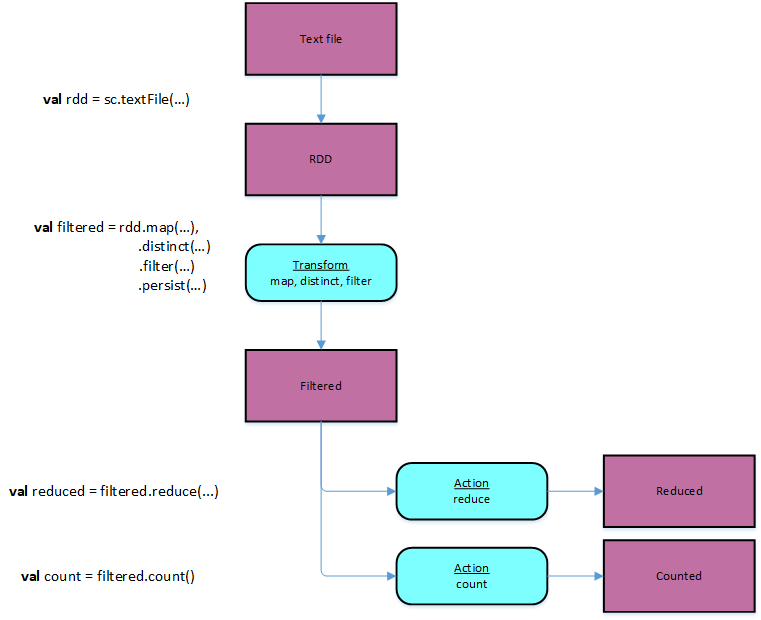 Text file
val rdd = sc.textFile(...)
RDD
val filtered = rdd.map(...),
.distinct(...)
.filter(...)
.persist(...)
Transform
map, distinct, filter
Filtered
val reduced = filtered.reduce(...)
Action
reduce
Reduced
val count = filtered.count()
Action
count
Counted